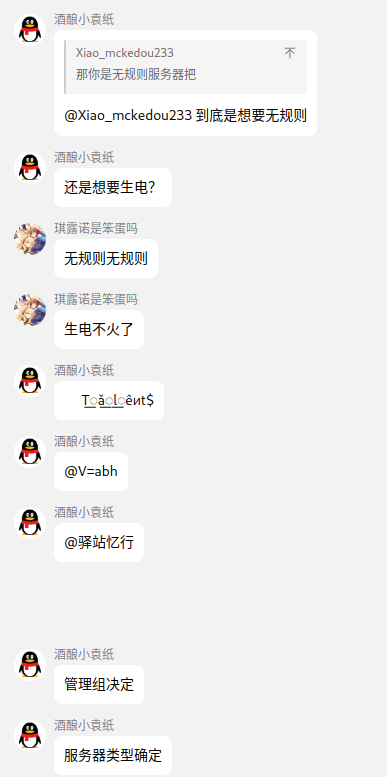 酒酿小袁纸
Xiao_mckedou233
那你是无规则服务器把
@Xiao_mckedou233 到底是想要无规则
酒酿小袁纸
还是想要生电？
琪露诺是笨蛋吗
无规则无规则
琪露诺是笨蛋吗
生电不火了
酒酿小袁纸
酒酿小袁纸
@V=abh
酒酿小袁纸
@驿站忆行
酒酿小袁纸
管理组决定
酒酿小袁纸
服务器类型确定